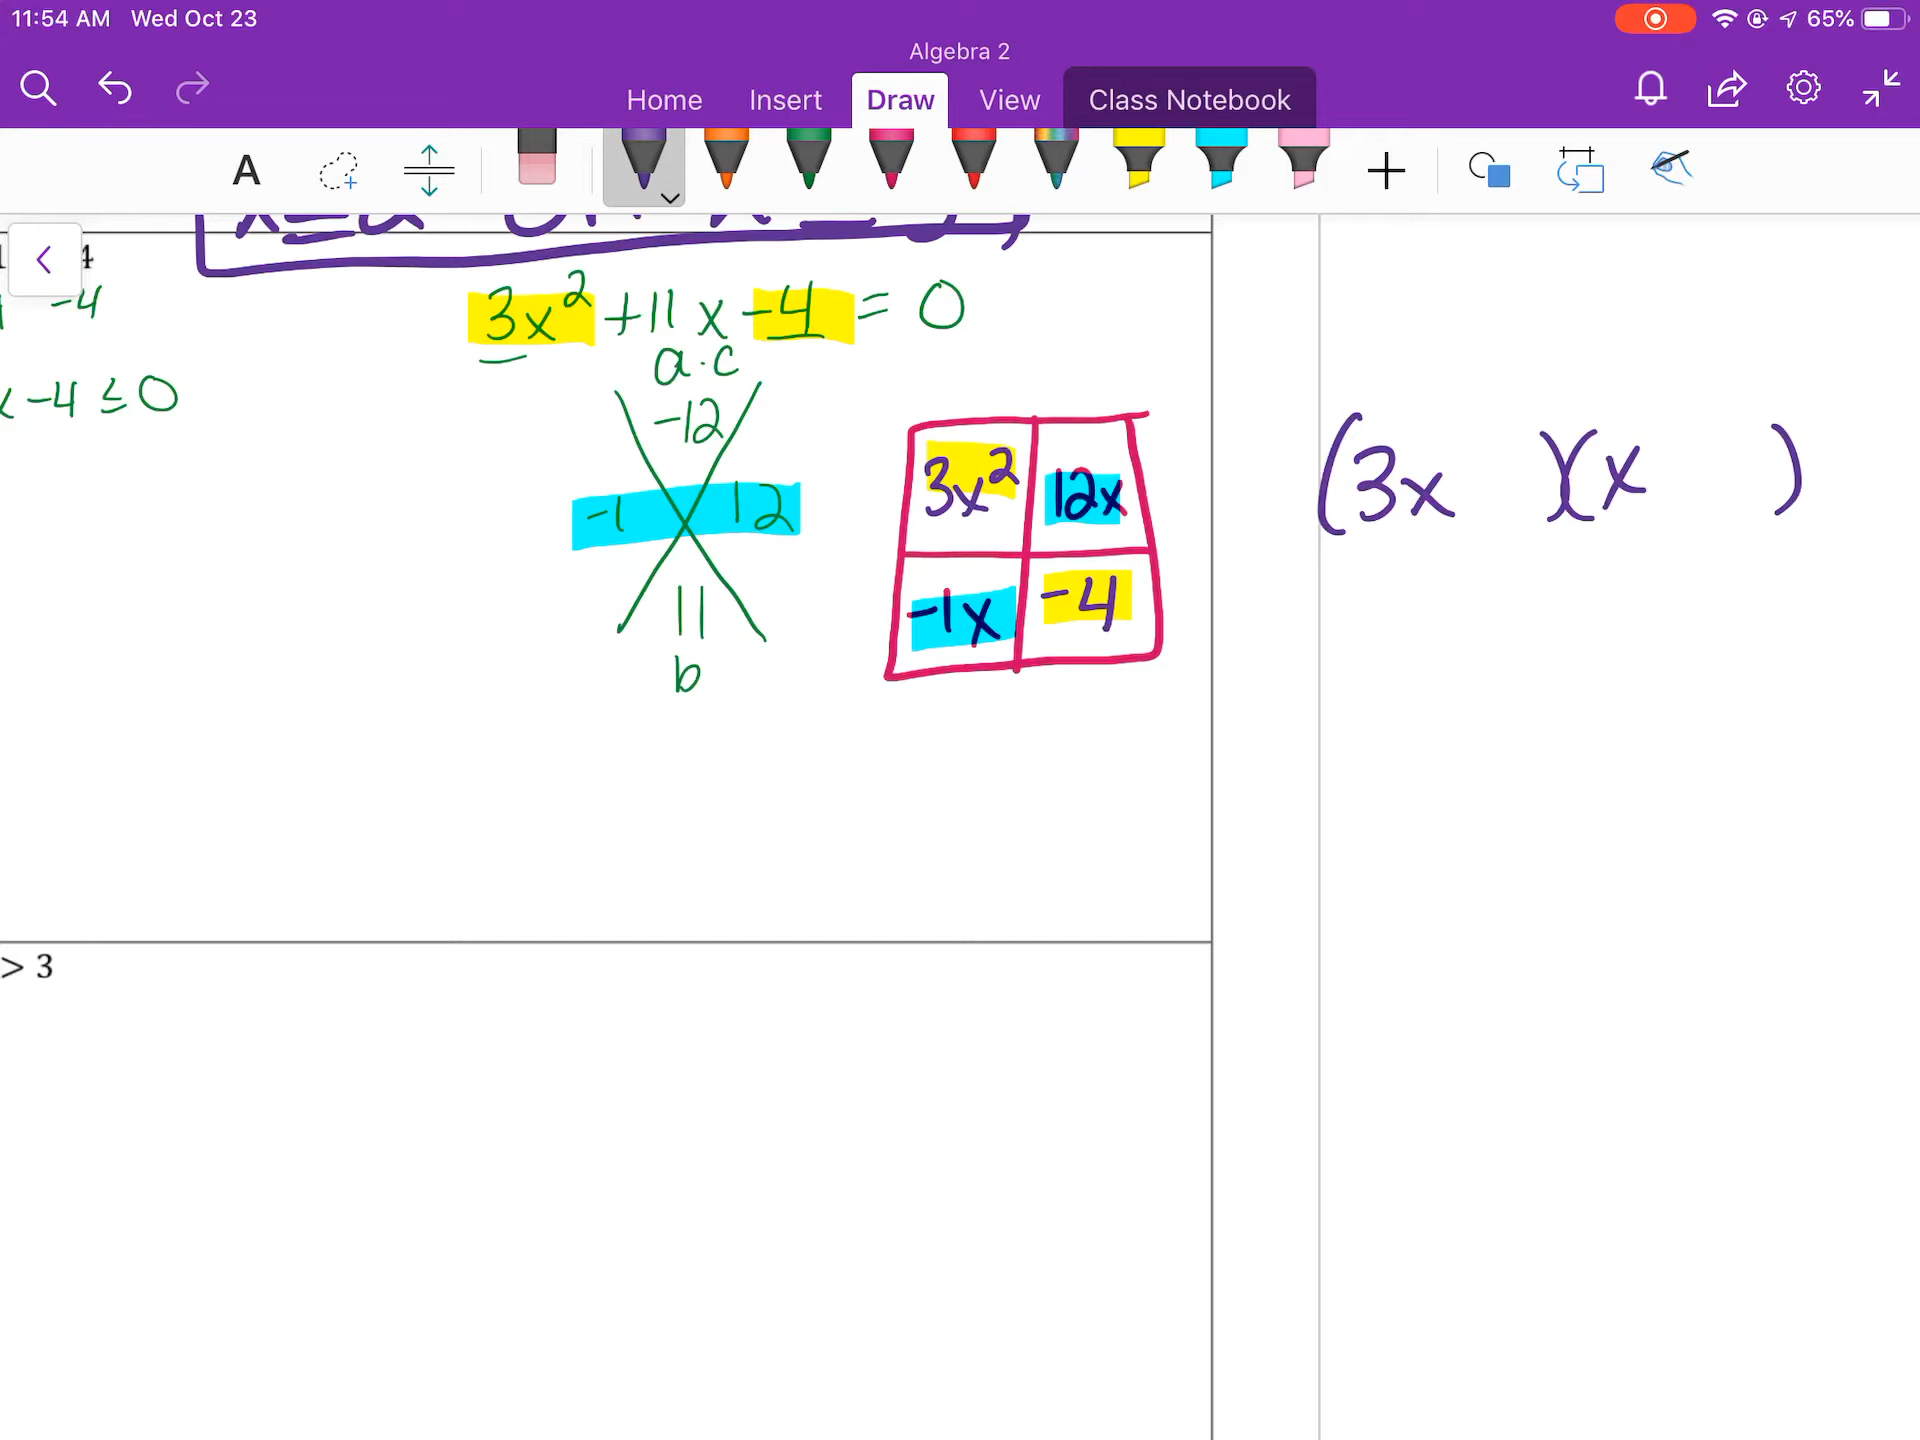 11:54 AM Wed Oct 23
65%
Algebra 2
Home Insert Draw View Class Notebook
A
4
-4
3x² +11x -4 = 0
x -4 ≤ 0
a·c
-12
-1 12
11
b
3x² 12x
-1x -4
(3x )(x )
> 3